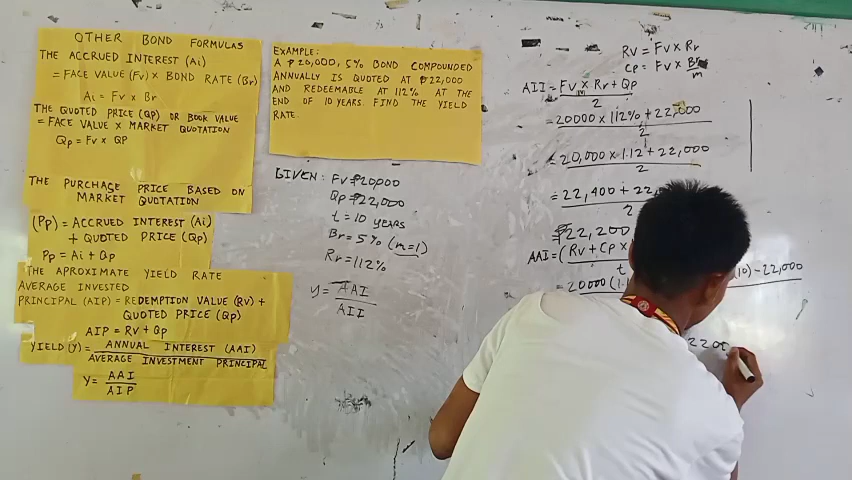 OTHER BOND FORMULAS
THE ACCRUED INTEREST (Ai)
= FACE VALUE (Fv) × BOND RATE (Br)
Ai = Fv × Br
THE QUOTED PRICE (QP) OR BOOK VALUE
= FACE VALUE × MARKET QUOTATION
Qp = Fv × QP
THE PURCHASE PRICE BASED ON
MARKET QUOTATION
(Pp) = ACCRUED INTEREST (Ai)
+ QUOTED PRICE (Qp)
Pp = Ai + Qp
THE APROXIMATE YIELD RATE
AVERAGE INVESTED
PRINCIPAL (AIP) = REDEMPTION VALUE (RV) +
QUOTED PRICE (Qp)
AIP = RV + Qp
YIELD (Y) = ANNUAL INTEREST (AAI)
AVERAGE INVESTMENT PRINCIPAL
Y = AAI
AIP
EXAMPLE:
A ₱20,000, 5% BOND COMPOUNDED
ANNUALLY IS QUOTED AT ₱22,000
AND REDEEMABLE AT 112% AT THE
END OF 10 YEARS. FIND THE YIELD
RATE.
GIVEN: Fv = ₱20,000
Qp = ₱22,000
t = 10 YEARS
Br = 5% (m=1)
Rr = 112%
Y = AAI
AII
RV = Fv × Rr
Cp = Fv × Br
m
AII = Fv × Rr + Qp
2
= 20000 × 112% + 22,000
2
= 20,000 × 1.12 + 22,000
2
= 22,400 + 22,
2
= ₱22,200
AAI = (Rv + Cp ×
t
= 20000 (1.1
(10) - 22,000